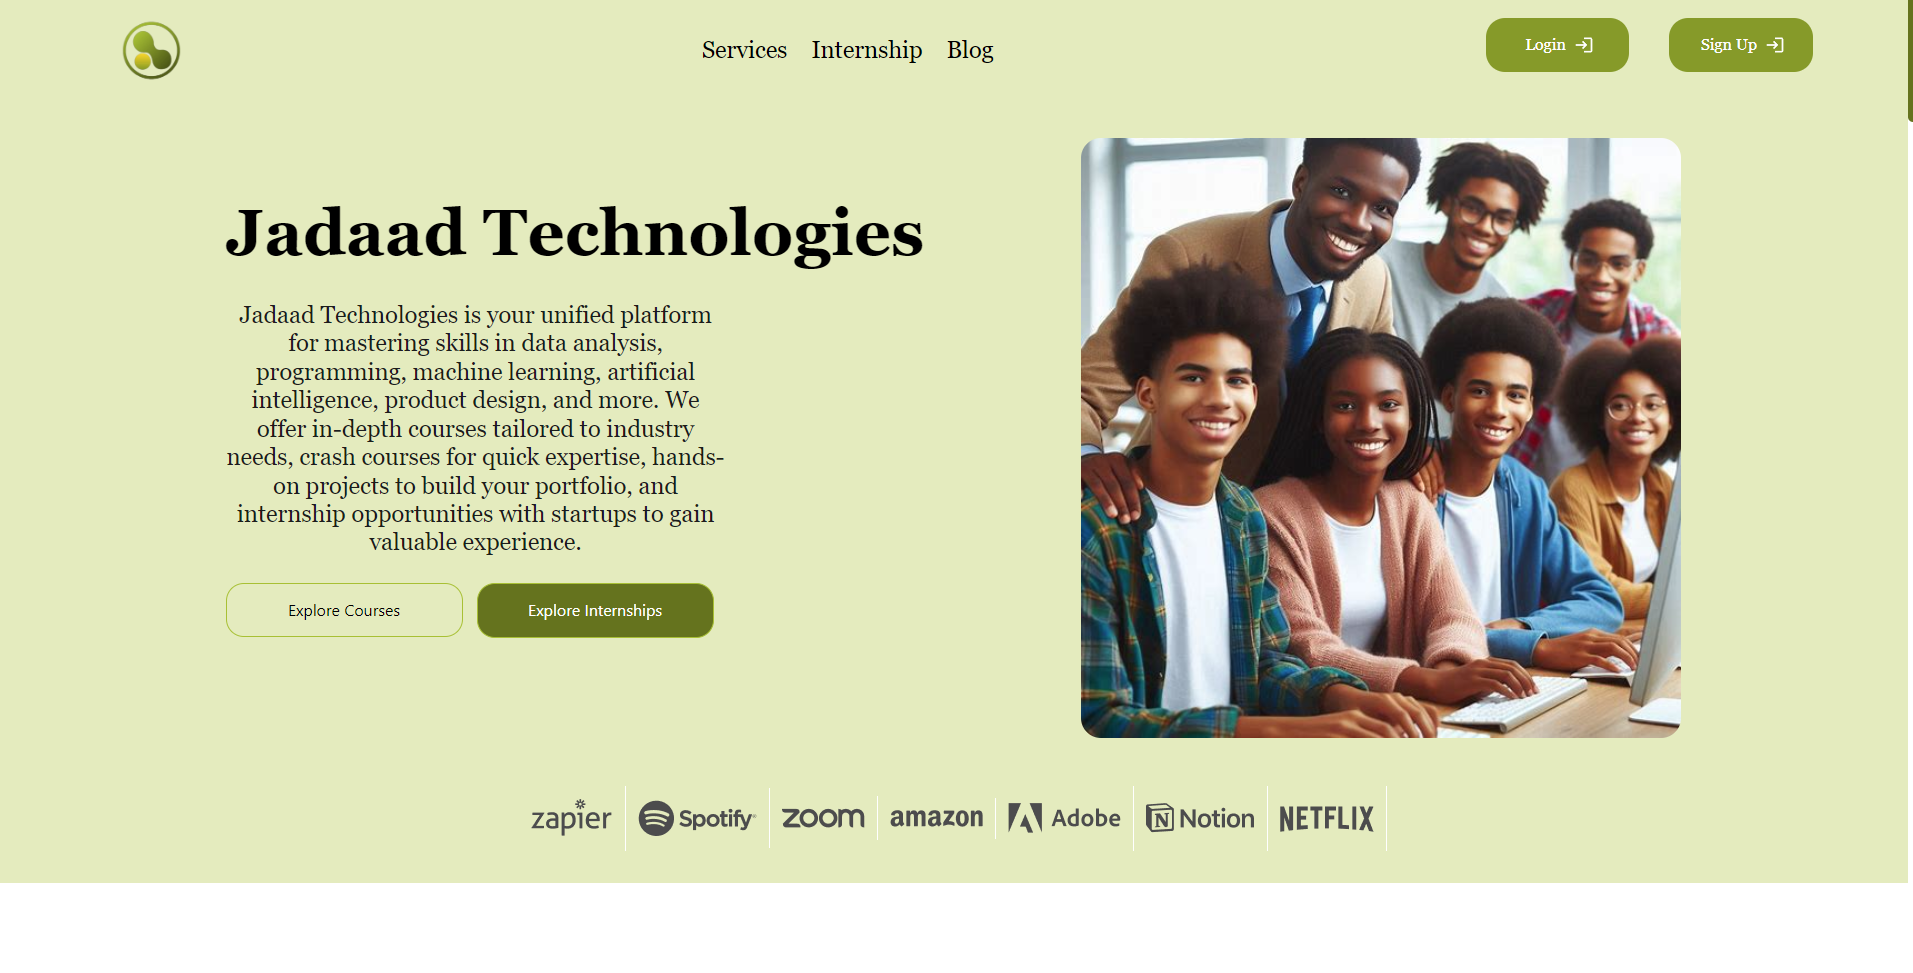 Services Internship Blog
Login
Sign Up
Jadaad Technologies
Jadaad Technologies is your unified platform
for mastering skills in data analysis,
programming, machine learning, artificial
intelligence, product design, and more. We
offer in-depth courses tailored to industry
needs, crash courses for quick expertise, hands-
on projects to build your portfolio, and
internship opportunities with startups to gain
valuable experience.
Explore Courses
Explore Internships
zapier Spotify zoom amazon Adobe Notion NETFLIX